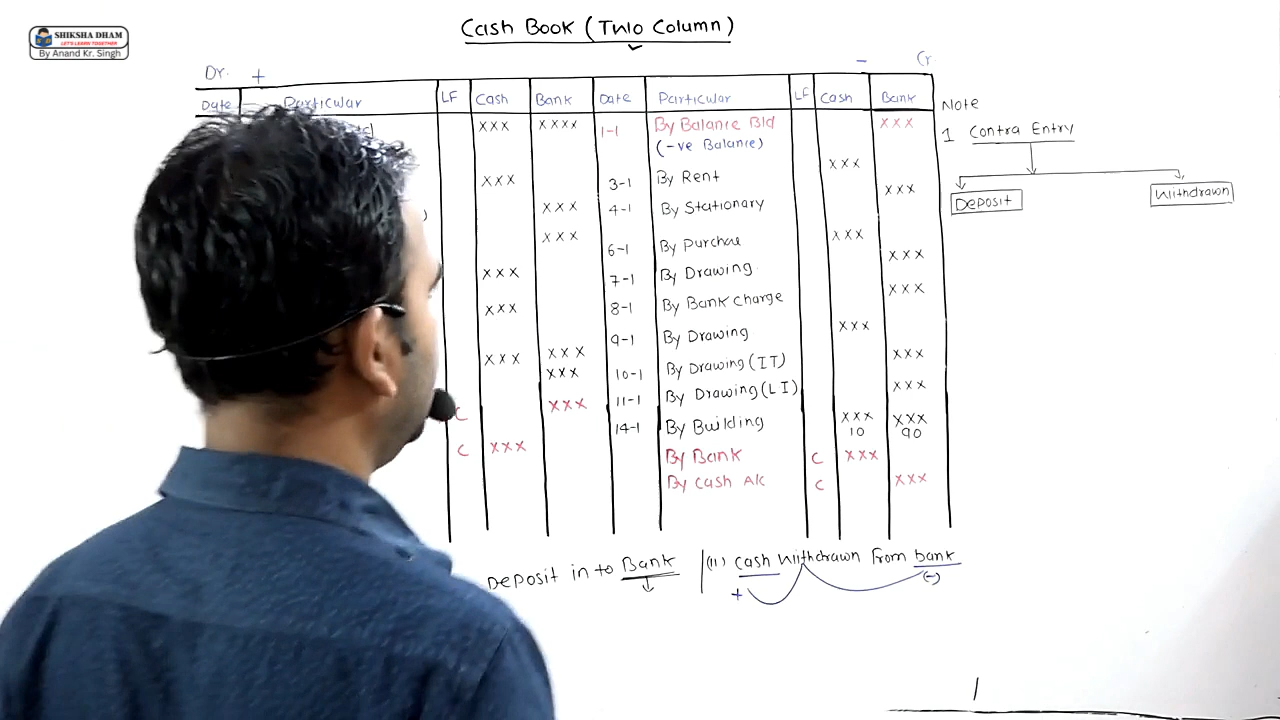 SHIKSHA DHAM
LET'S LEARN TOGETHER
By Anand Kr. Singh
Cash Book (Two Column)
Dr. + - Cr
Date Particular LF Cash Bank Date Particular LF Cash Bank
Note
xxx xxxx 1-1 By Balance Bld xxx
1 Contra Entry
(-ve Balance)
xxx
xxx 3-1 By Rent
xxx
Deposit Withdrawn
xxx 4-1 By Stationary
xxx 6-1 By Purchae xxx
xxx
xxx 7-1 By Drawing
xxx
xxx 8-1 By Bank Charge
9-1 By Drawing xxx
xxx xxx
xxx 10-1 By Drawing (IT) xxx
C xxx 11-1 By Drawing (LI) xxx
14-1 By Building xxx xxx
10 90
C xxx By Bank C xxx
By Cash A/c C xxx
Deposit in to Bank (ii) Cash Withdrawn From bank
+ (-)